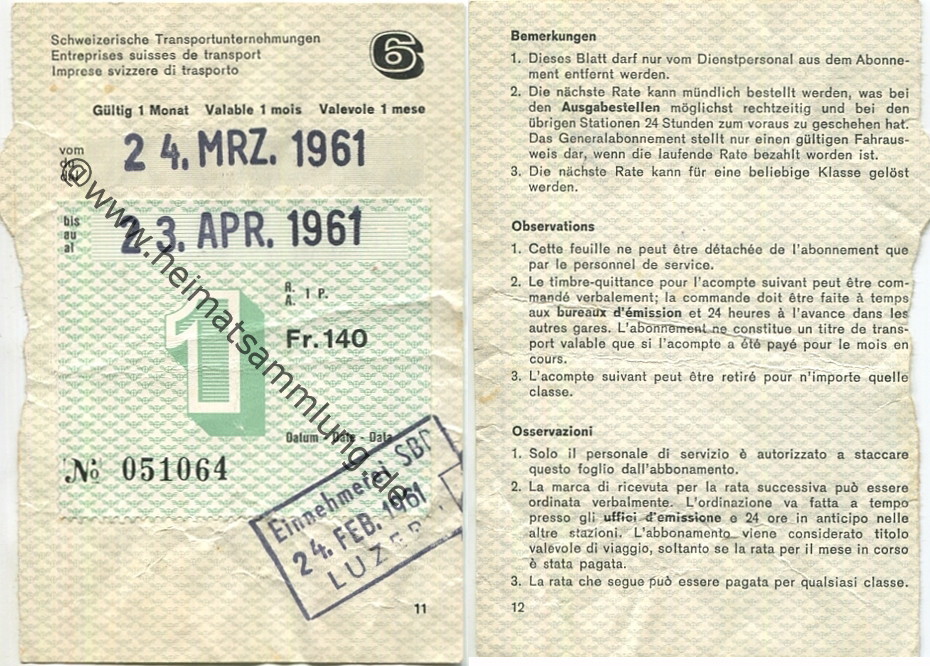 Schweizerische Transportunternehmungen
Entreprises suisses de transport
Imprese svizzere di trasporto
6
Gültig 1 Monat Valable 1 mois Valevole 1 mese
vom
du
dal
24. MRZ. 1961
bis
au
al
23. APR. 1961
R.
A. 1 P.
1
Fr. 140
Datum - Date - Data
№ 051064
Einnehmerei SBB
24. FEB. 1961
LUZERN
11
@www.heimatsammlung.de
Bemerkungen
1. Dieses Blatt darf nur vom Dienstpersonal aus dem Abonne-
ment entfernt werden.
2. Die nächste Rate kann mündlich bestellt werden, was bei
den Ausgabestellen möglichst rechtzeitig und bei den
übrigen Stationen 24 Stunden zum voraus zu geschehen hat.
Das Generalabonnement stellt nur einen gültigen Fahraus-
weis dar, wenn die laufende Rate bezahlt worden ist.
3. Die nächste Rate kann für eine beliebige Klasse gelöst
werden.
Observations
1. Cette feuille ne peut être détachée de l'abonnement que
par le personnel de service.
2. Le timbre-quittance pour l'acompte suivant peut être com-
mandé verbalement; la commande doit être faite à temps
aux bureaux d'émission et 24 heures à l'avance dans les
autres gares. L'abonnement ne constitue un titre de trans-
port valable que si l'acompte a été payé pour le mois en
cours.
3. L'acompte suivant peut être retiré pour n'importe quelle
classe.
Osservazioni
1. Solo il personale di servizio è autorizzato a staccare
questo foglio dall'abbonamento.
2. La marca di ricevuta per la rata successiva può essere
ordinata verbalmente. L'ordinazione va fatta a tempo
presso gli uffici d'emissione e 24 ore in anticipo nelle
altre stazioni. L'abbonamento viene considerato titolo
valevole di viaggio, soltanto se la rata per il mese in corso
è stata pagata.
3. La rata che segue può essere pagata per qualsiasi classe.
12